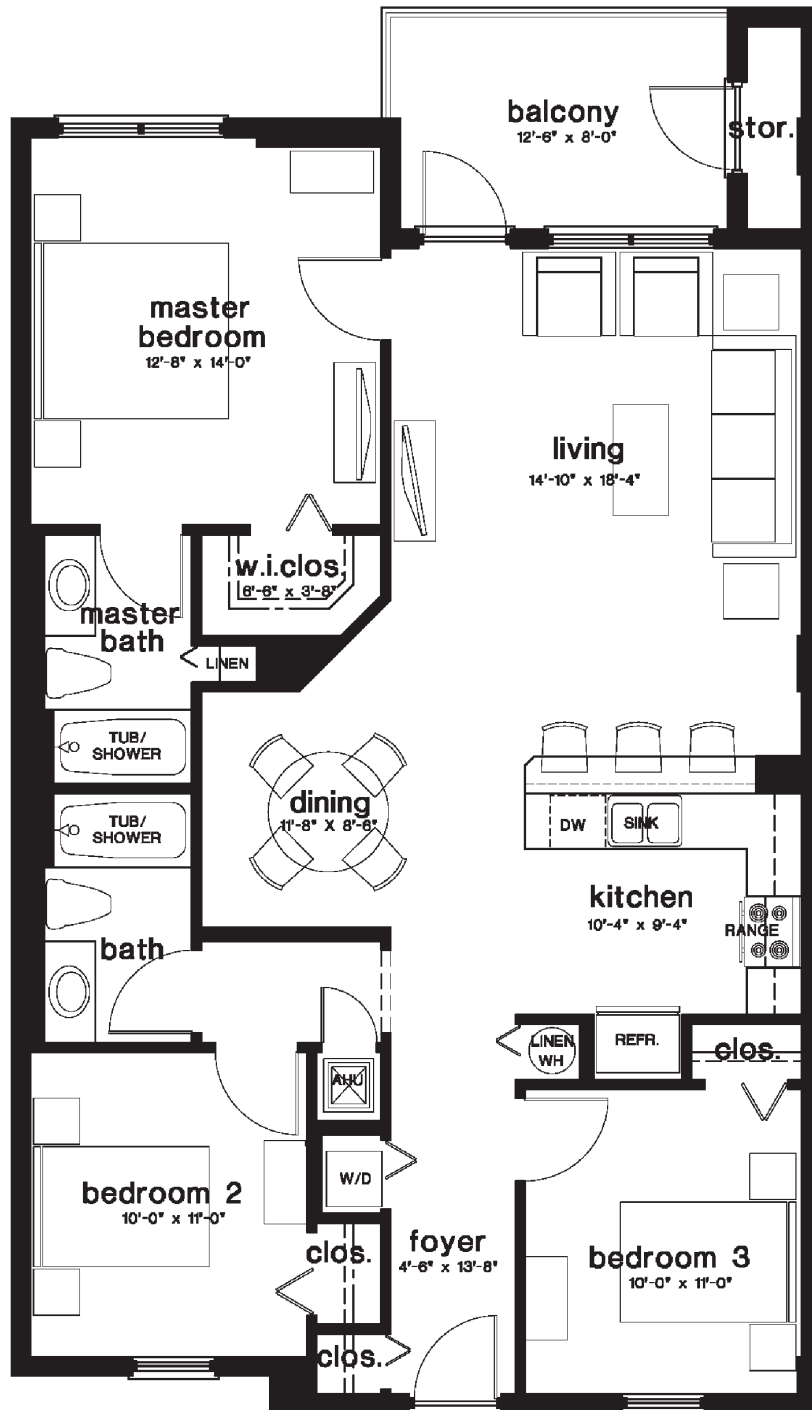 balcony
12'-6" x 8'-0"
stor.
master
bedroom
12'-8" x 14'-0"
living
14'-10" x 18'-4"
w.i.clos.
6'-6" x 3'-8"
master
bath
LINEN
TUB/
SHOWER
dining
11'-8" X 8'-6"
TUB/
SHOWER
DW
SINK
kitchen
10'-4" x 9'-4"
RANGE
bath
LINEN
WH
REFR.
clos.
AHU
W/D
bedroom 2
10'-0" x 11'-0"
clos.
foyer
4'-6" x 13'-8"
bedroom 3
10'-0" x 11'-0"
clos.